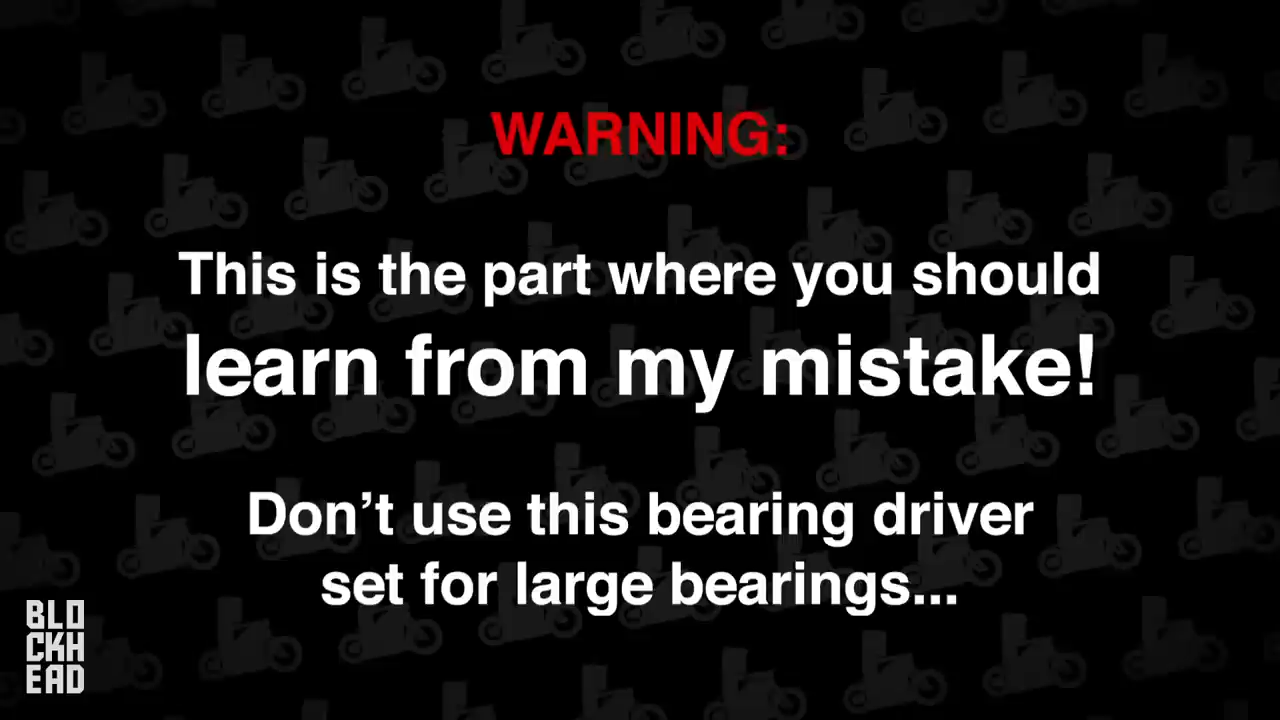 WARNING:
This is the part where you should
learn from my mistake!
Don’t use this bearing driver
set for large bearings...
BLO
CKH
EAD